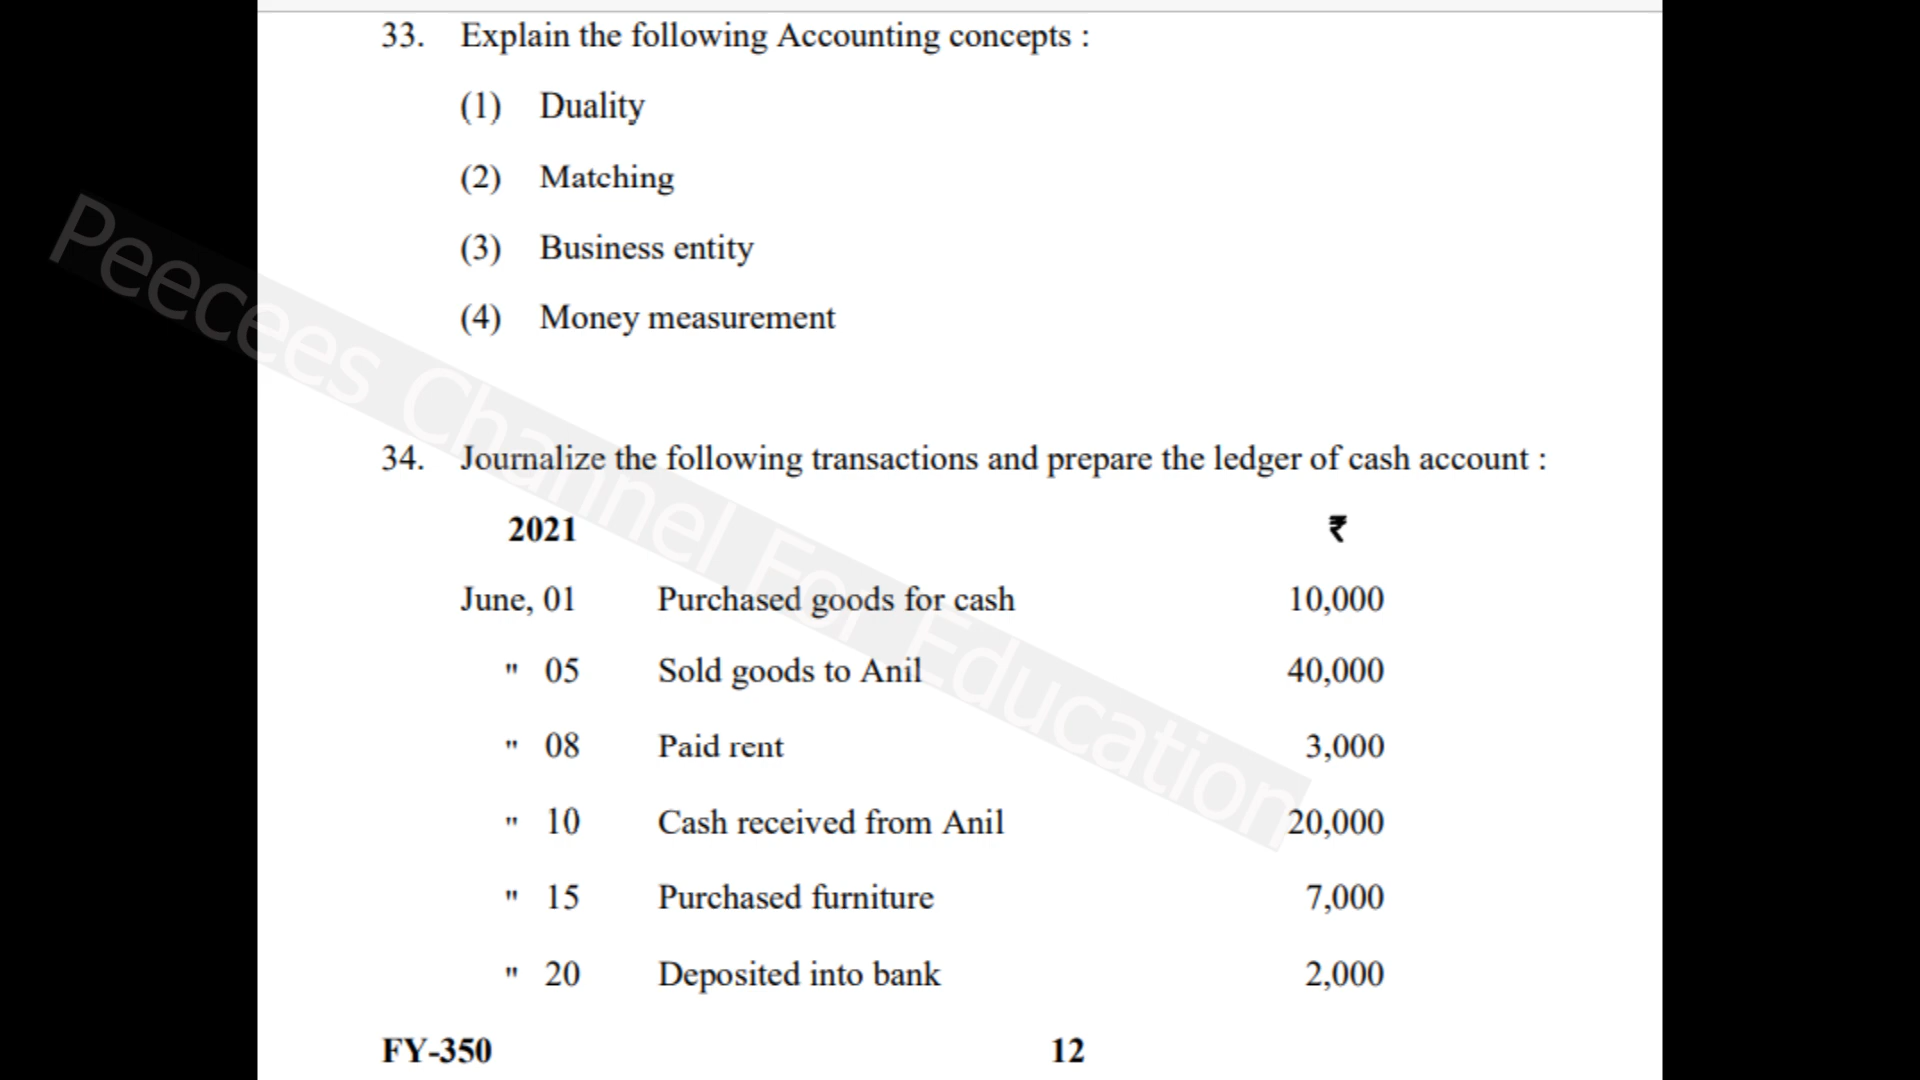 33. Explain the following Accounting concepts :
(1) Duality
(2) Matching
(3) Business entity
(4) Money measurement
34. Journalize the following transactions and prepare the ledger of cash account :
2021 ₹
June, 01 Purchased goods for cash 10,000
" 05 Sold goods to Anil 40,000
" 08 Paid rent 3,000
" 10 Cash received from Anil 20,000
" 15 Purchased furniture 7,000
" 20 Deposited into bank 2,000
FY-350 12
Peecees Channel For Education